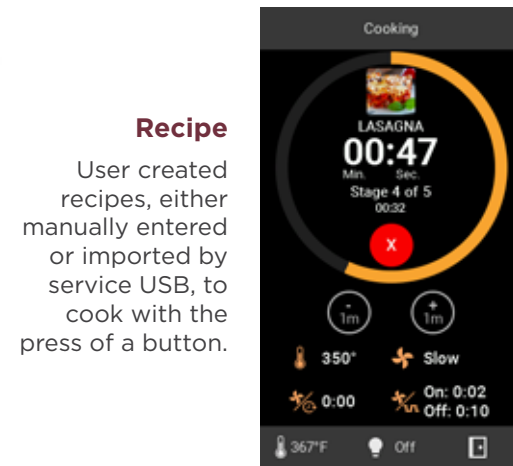 Recipe
User created
recipes, either
manually entered
or imported by
service USB, to
cook with the
press of a button.
Cooking
LASAGNA
00:47
Min. Sec.
Stage 4 of 5
00:32
X
- +
1m 1m
350° Slow
0:00 On: 0:02
Off: 0:10
367°F Off